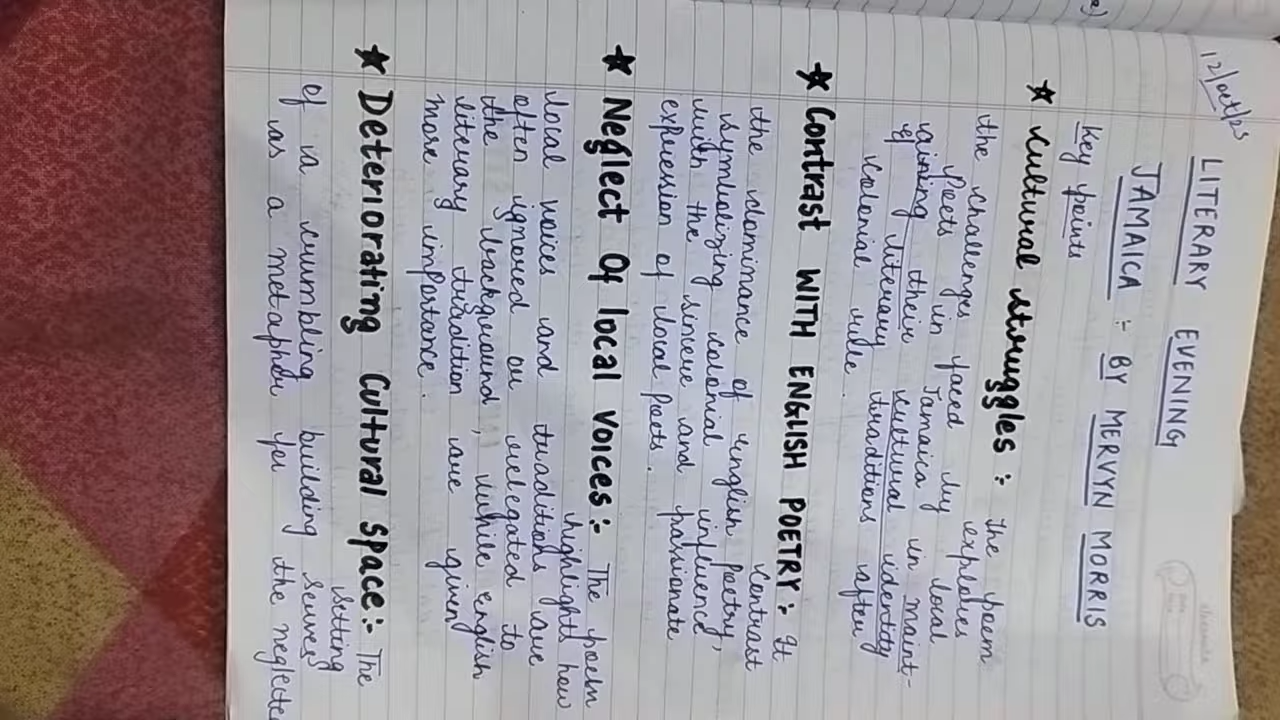 12/oct/25
LITERARY EVENING
JAMAICA :- BY MERVYN MORRIS
Key points
★ Cultural struggles :- The poem
explores
the challenges faced by local
Poets in Jamaica in maint-
aining their cultural identity
& literary traditions after
colonial rule.
★ Contrast WITH ENGLISH POETRY :- It
Contrast
the dominance of english poetry,
symbolizing colonial influence,
with the sincere and passionate
expression of local poets.
★ Neglect Of local voices :- The poem
highlight how
local voices and traditions are
often ignored or relegated to
the background, while english
literary tradition are given
more importance.
★ Deteriorating Cultural Space :- The
setting
of a crumbling building serves
as a metaphor for the neglecte